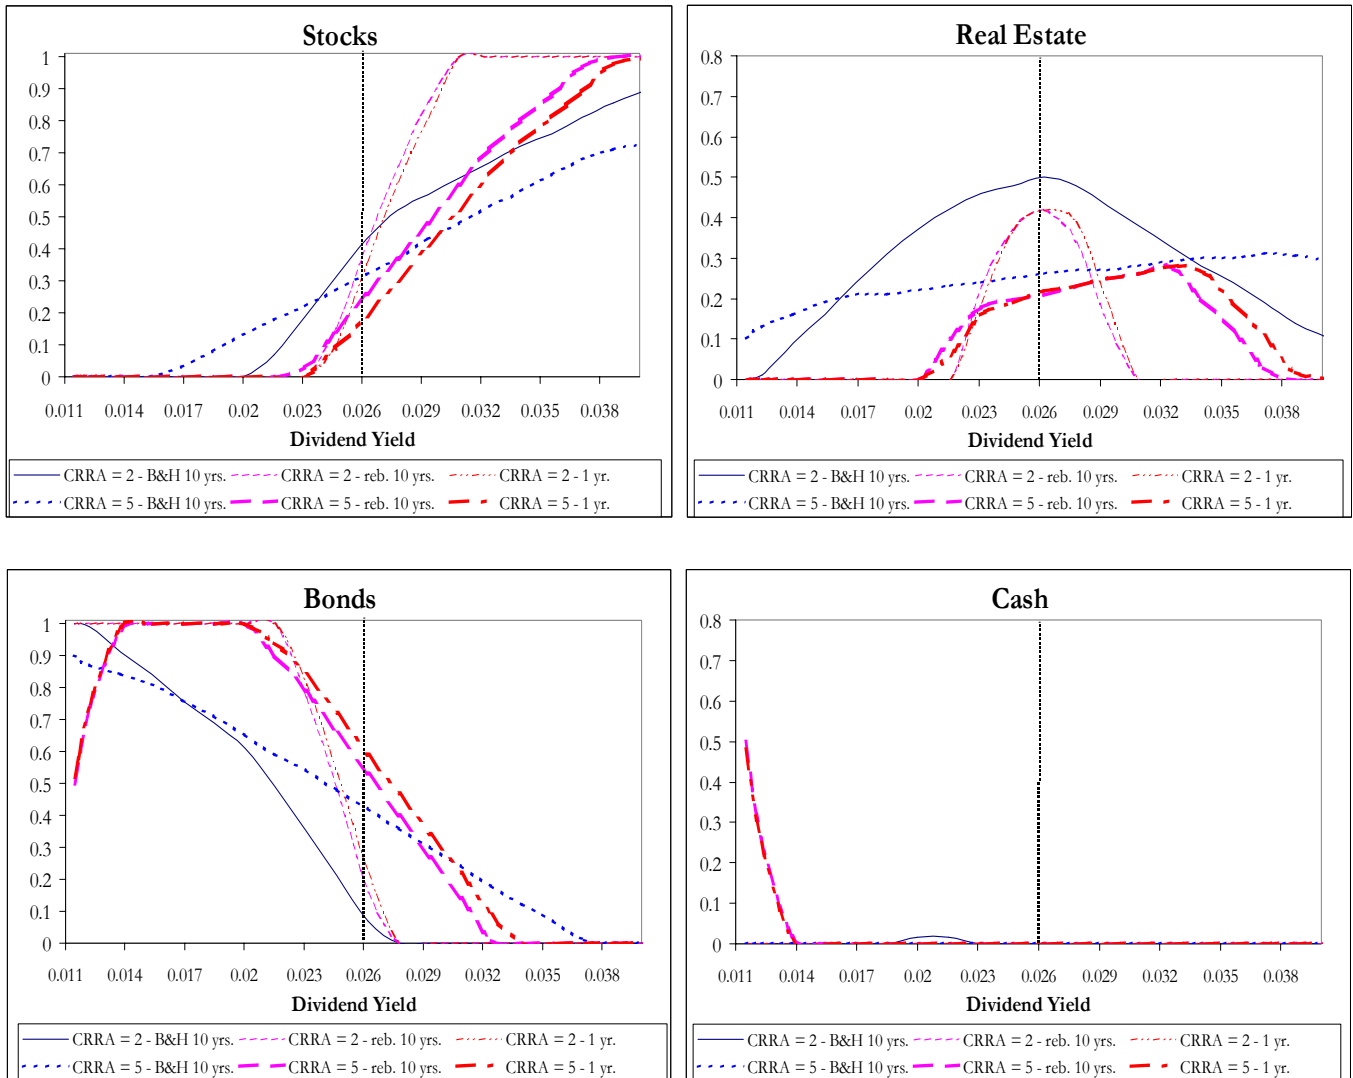 Stocks
1
0.9
0.8
0.7
0.6
0.5
0.4
0.3
0.2
0.1
0
0.011 0.014 0.017 0.02 0.023 0.026 0.029 0.032 0.035 0.038
Dividend Yield
CRRA = 2 - B&H 10 yrs. CRRA = 2 - reb. 10 yrs. CRRA = 2 - 1 yr.
CRRA = 5 - B&H 10 yrs. CRRA = 5 - reb. 10 yrs. CRRA = 5 - 1 yr.
Real Estate
0.8
0.7
0.6
0.5
0.4
0.3
0.2
0.1
0
0.011 0.014 0.017 0.02 0.023 0.026 0.029 0.032 0.035 0.038
Dividend Yield
CRRA = 2 - B&H 10 yrs. CRRA = 2 - reb. 10 yrs. CRRA = 2 - 1 yr.
CRRA = 5 - B&H 10 yrs. CRRA = 5 - reb. 10 yrs. CRRA = 5 - 1 yr.
Bonds
1
0.9
0.8
0.7
0.6
0.5
0.4
0.3
0.2
0.1
0
0.011 0.014 0.017 0.02 0.023 0.026 0.029 0.032 0.035 0.038
Dividend Yield
CRRA = 2 - B&H 10 yrs. CRRA = 2 - reb. 10 yrs. CRRA = 2 - 1 yr.
CRRA = 5 - B&H 10 yrs. CRRA = 5 - reb. 10 yrs. CRRA = 5 - 1 yr.
Cash
0.8
0.7
0.6
0.5
0.4
0.3
0.2
0.1
0
0.011 0.014 0.017 0.02 0.023 0.026 0.029 0.032 0.035 0.038
Dividend Yield
CRRA = 2 - B&H 10 yrs. CRRA = 2 - reb. 10 yrs. CRRA = 2 - 1 yr.
CRRA = 5 - B&H 10 yrs. CRRA = 5 - reb. 10 yrs. CRRA = 5 - 1 yr.